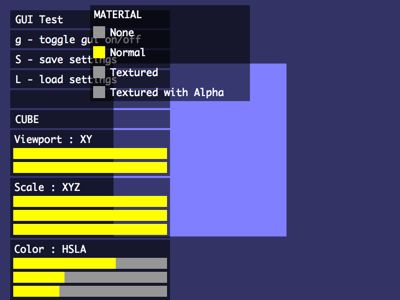 GUI Test
g - toggle gui on/off
S - save settings
L - load settings
MATERIAL
None
Normal
Textured
Textured with Alpha
CUBE
Viewport : XY
Scale : XYZ
Color : HSLA